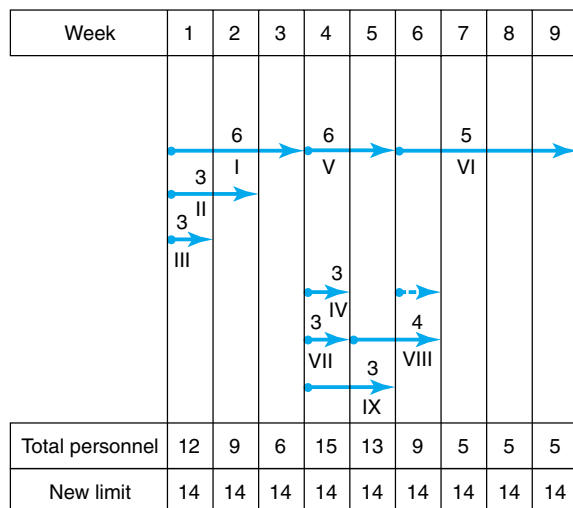 Week 1 2 3 4 5 6 7 8 9
6 6 5
I V VI
3
II
3
III
3
IV
3 4
VII VIII
3
IX
Total personnel 12 9 6 15 13 9 5 5 5
New limit 14 14 14 14 14 14 14 14 14